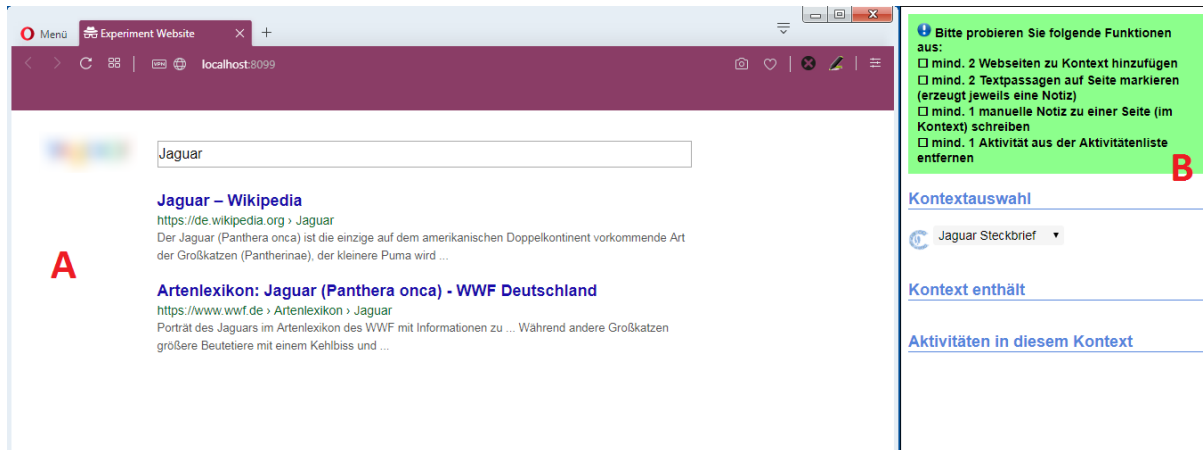 Menü
Experiment Website
VPN
localhost:8099
Jaguar
Jaguar – Wikipedia
https://de.wikipedia.org › Jaguar
Der Jaguar (Panthera onca) ist die einzige auf dem amerikanischen Doppelkontinent vorkommende Art
der Großkatzen (Pantherinae), der kleinere Puma wird ...
A
Artenlexikon: Jaguar (Panthera onca) - WWF Deutschland
https://www.wwf.de › Artenlexikon › Jaguar
Porträt des Jaguars im Artenlexikon des WWF mit Informationen zu ... Während andere Großkatzen
größere Beutetiere mit einem Kehlbiss und ...
Bitte probieren Sie folgende Funktionen
aus:
☐ mind. 2 Webseiten zu Kontext hinzufügen
☐ mind. 2 Textpassagen auf Seite markieren
(erzeugt jeweils eine Notiz)
☐ mind. 1 manuelle Notiz zu einer Seite (im
Kontext) schreiben
☐ mind. 1 Aktivität aus der Aktivitätenliste
entfernen
B
Kontextauswahl
Jaguar Steckbrief
Kontext enthält
Aktivitäten in diesem Kontext